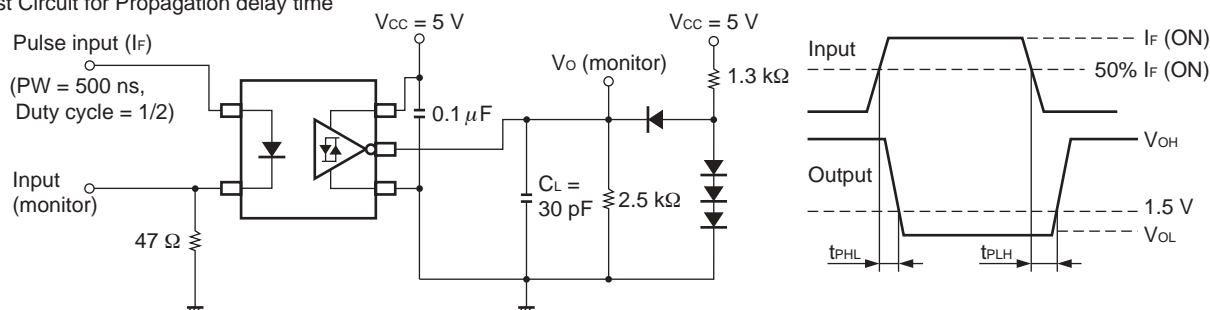 st Circuit for Propagation delay time
Pulse input (IF)
(PW = 500 ns,
Duty cycle = 1/2)
Input
(monitor)
47 Ω
VCC = 5 V
0.1 μF
VO (monitor)
CL =
30 pF
2.5 kΩ
VCC = 5 V
1.3 kΩ
Input
IF (ON)
50% IF (ON)
Output
VOH
1.5 V
VOL
tPHL
tPLH